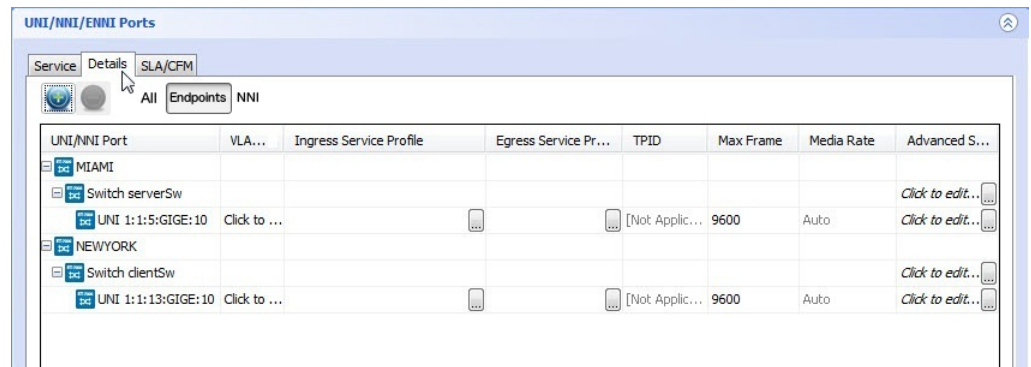 UNI/NNI/ENNI Ports
Service Details SLA/CFM
All Endpoints NNI
UNI/NNI Port VLA... Ingress Service Profile Egress Service Pr... TPID Max Frame Media Rate Advanced S...
MIAMI
Switch serverSw Click to edit... ...
UNI 1:1:5:GIGE:10 Click to ... ... ... [Not Applic... 9600 Auto Click to edit... ...
NEWYORK
Switch clientSw Click to edit... ...
UNI 1:1:13:GIGE:10 Click to ... ... ... [Not Applic... 9600 Auto Click to edit... ...